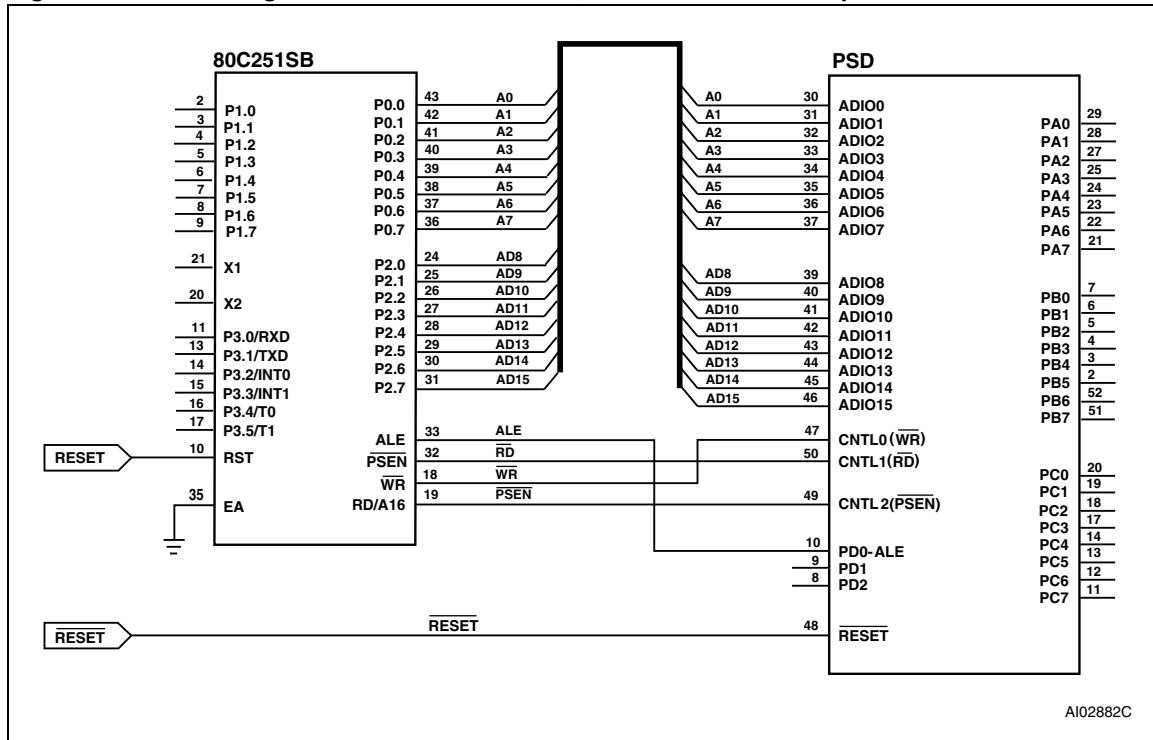 80C251SB
2 P1.0
3 P1.1
4 P1.2
5 P1.3
6 P1.4
7 P1.5
8 P1.6
9 P1.7
21 X1
20 X2
11 P3.0/RXD
13 P3.1/TXD
14 P3.2/INT0
15 P3.3/INT1
16 P3.4/T0
17 P3.5/T1
RESET 10 RST
35 EA
P0.0 43 A0
P0.1 42 A1
P0.2 41 A2
P0.3 40 A3
P0.4 39 A4
P0.5 38 A5
P0.6 37 A6
P0.7 36 A7
P2.0 24 AD8
P2.1 25 AD9
P2.2 26 AD10
P2.3 27 AD11
P2.4 28 AD12
P2.5 29 AD13
P2.6 30 AD14
P2.7 31 AD15
ALE 33 ALE
PSEN 32 RD
WR 18 WR
RD/A16 19 PSEN
PSD
A0 30 ADIO0
A1 31 ADIO1
A2 32 ADIO2
A3 33 ADIO3
A4 34 ADIO4
A5 35 ADIO5
A6 36 ADIO6
A7 37 ADIO7
AD8 39 ADIO8
AD9 40 ADIO9
AD10 41 ADIO10
AD11 42 ADIO11
AD12 43 ADIO12
AD13 44 ADIO13
AD14 45 ADIO14
AD15 46 ADIO15
47 CNTL0(WR)
50 CNTL1(RD)
49 CNTL2(PSEN)
10 PD0-ALE
9 PD1
8 PD2
RESET RESET 48 RESET
PA0 29
PA1 28
PA2 27
PA3 25
PA4 24
PA5 23
PA6 22
PA7 21
PB0 7
PB1 6
PB2 5
PB3 4
PB4 3
PB5 2
PB6 52
PB7 51
PC0 20
PC1 19
PC2 18
PC3 17
PC4 14
PC5 13
PC6 12
PC7 11
AI02882C